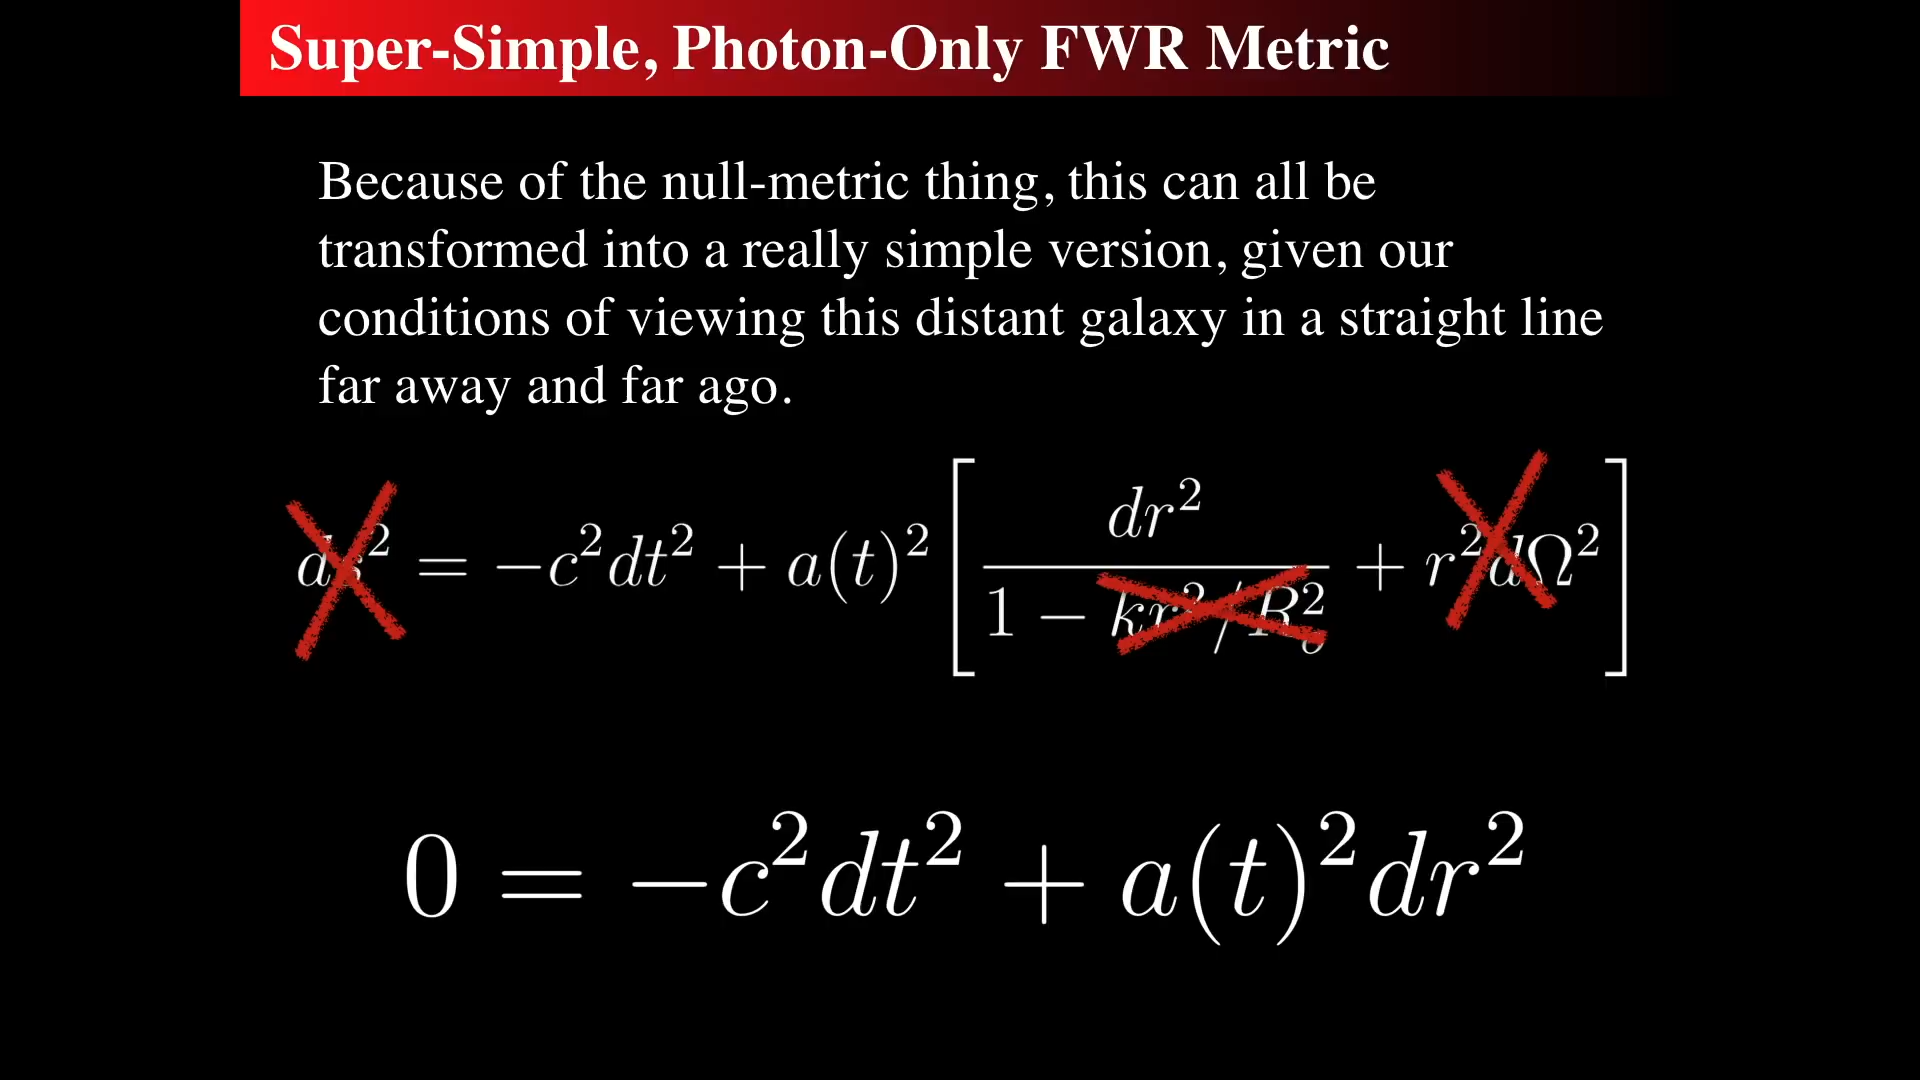 Super-Simple, Photon-Only FWR Metric
Because of the null-metric thing, this can all be
transformed into a really simple version, given our
conditions of viewing this distant galaxy in a straight line
far away and far ago.
ds² = −c²dt² + a(t)² [ dr² / (1 − kr²/R₀²) + r²dΩ² ]
0 = −c²dt² + a(t)²dr²